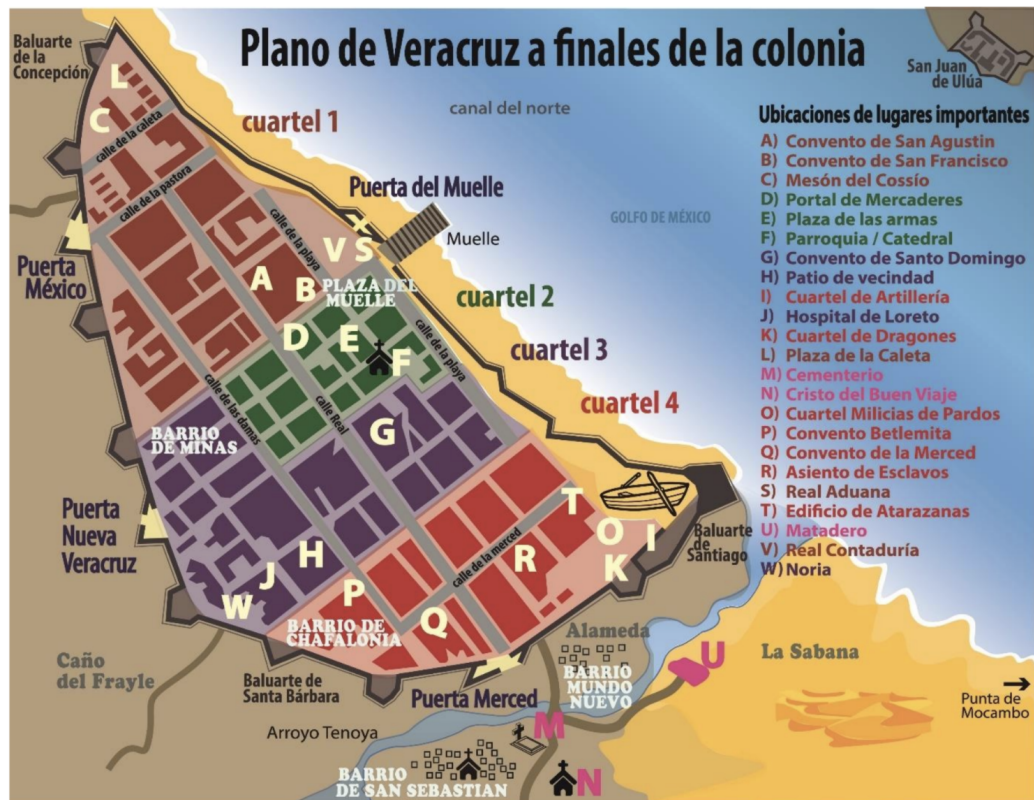 Plano de Veracruz a finales de la colonia
Baluarte
de la
Concepción
San Juan
de Ulúa
canal del norte
cuartel 1
Puerta del Muelle
GOLFO DE MÉXICO
Muelle
cuartel 2
cuartel 3
cuartel 4
Ubicaciones de lugares importantes
A) Convento de San Agustin
B) Convento de San Francisco
C) Mesón del Cossío
D) Portal de Mercaderes
E) Plaza de las armas
F) Parroquia / Catedral
G) Convento de Santo Domingo
H) Patio de vecindad
I) Cuartel de Artillería
J) Hospital de Loreto
K) Cuartel de Dragones
L) Plaza de la Caleta
M) Cementerio
N) Cristo del Buen Viaje
O) Cuartel Milicias de Pardos
P) Convento Betlemita
Q) Convento de la Merced
R) Asiento de Esclavos
S) Real Aduana
T) Edificio de Atarazanas
U) Matadero
V) Real Contaduría
W) Noria
L
C
calle de la caleta
calle de la pastora
calle de la playa
Puerta
México
V
S
A
B
PLAZA DEL
MUELLE
D
E
F
calle de la playa
calle de las damas
calle Real
G
BARRIO
DE MINAS
Puerta
Nueva
Veracruz
H
J
W
P
BARRIO DE
CHAFALONIA
Q
calle de la merced
R
T
O
K
I
Baluarte
de
Santiago
Caño
del Frayle
Baluarte de
Santa Bárbara
Puerta Merced
Alameda
BARRIO
MUNDO
NUEVO
U
La Sabana
Punta de
Mocambo
Arroyo Tenoya
M
BARRIO
DE SAN SEBASTIAN
N